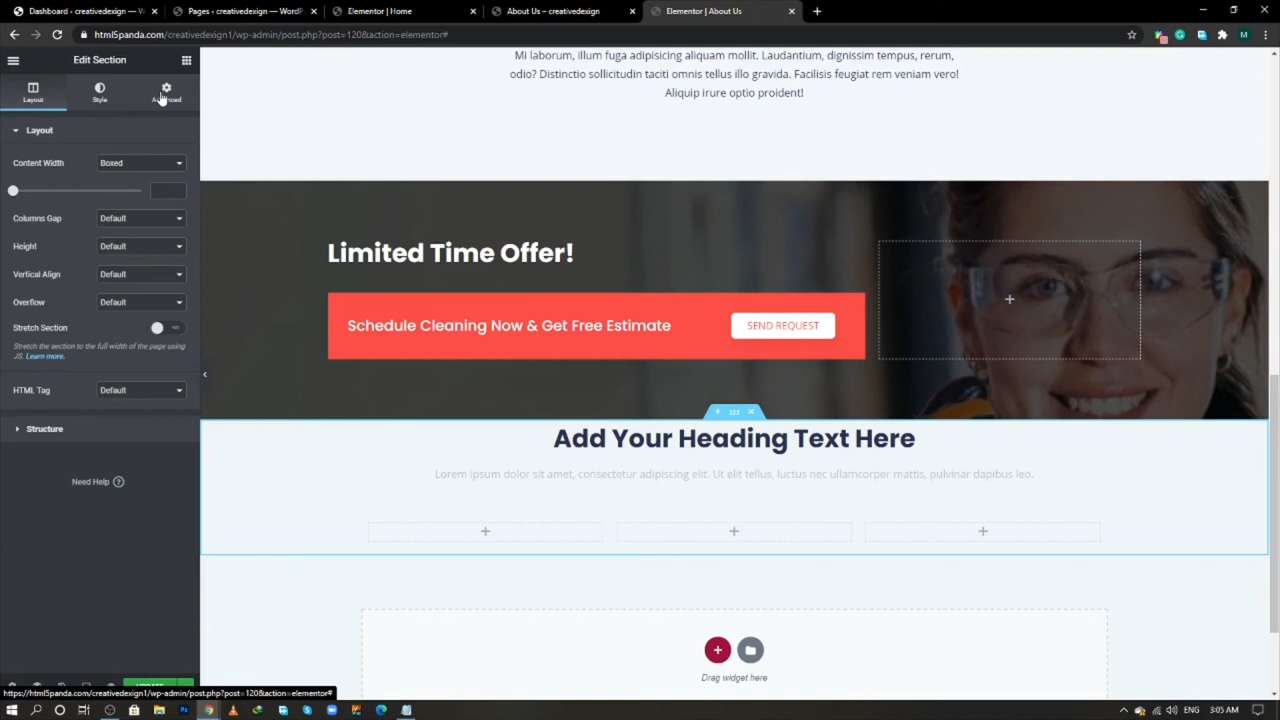 Dashboard ‹ creativedexign — W
Pages ‹ creativedexign — WordP
Elementor | Home
About Us – creativedexign
Elementor | About Us
html5panda.com/creativedexign1/wp-admin/post.php?post=120&action=elementor#
M
Edit Section
Layout
Style
Advanced
Layout
Content Width
Boxed
Columns Gap
Default
Height
Default
Vertical Align
Default
Overflow
Default
Stretch Section
Stretch the section to the full width of the page using
JS. Learn more.
HTML Tag
Default
Structure
Need Help
Mi laborum, illum fuga adipisicing aliquam mollit. Laudantium, dignissim tempus, rerum,
odio? Distinctio sollicitudin taciti omnis tellus illo gravida. Facilisis feugiat rem veniam vero!
Aliquip irure optio proident!
Limited Time Offer!
Schedule Cleaning Now & Get Free Estimate
SEND REQUEST
Add Your Heading Text Here
Lorem ipsum dolor sit amet, consectetur adipiscing elit. Ut elit tellus, luctus nec ullamcorper mattis, pulvinar dapibus leo.
Drag widget here
UPDATE
https://html5panda.com/creativedexign1/wp-admin/post.php?post=120&action=elementor#
ENG
3:05 AM